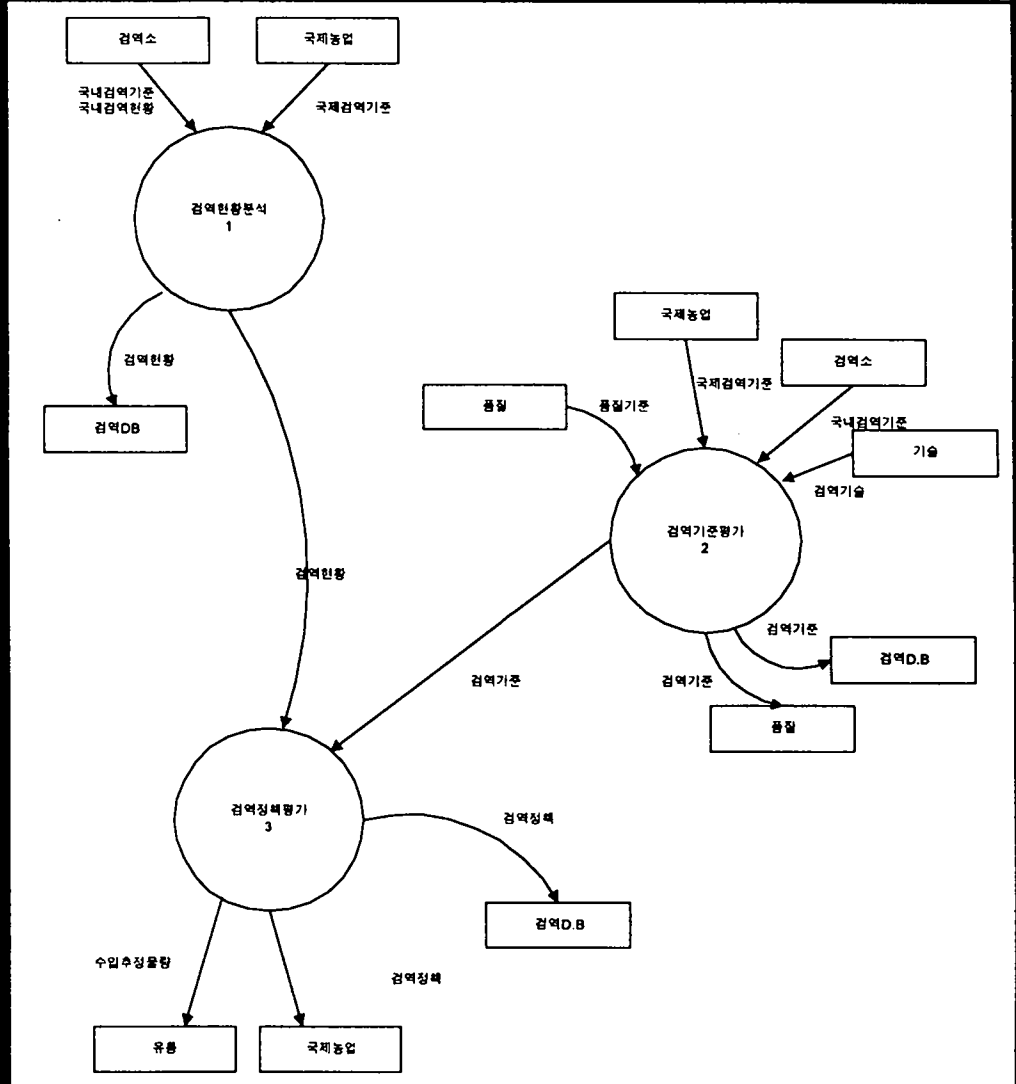 검역소
국제농업
국내검역기준
국내검역현황
국제검역기준
검역현황분석
1
검역현황
검역DB
국제농업
검역소
국제검역기준
품질
품질기준
국내검역기준
기술
검역기술
검역기준평가
2
검역현황
검역기준
검역D.B
검역기준
검역기준
품질
검역정책평가
3
검역정책
검역D.B
수입추정물량
검역정책
유통
국제농업